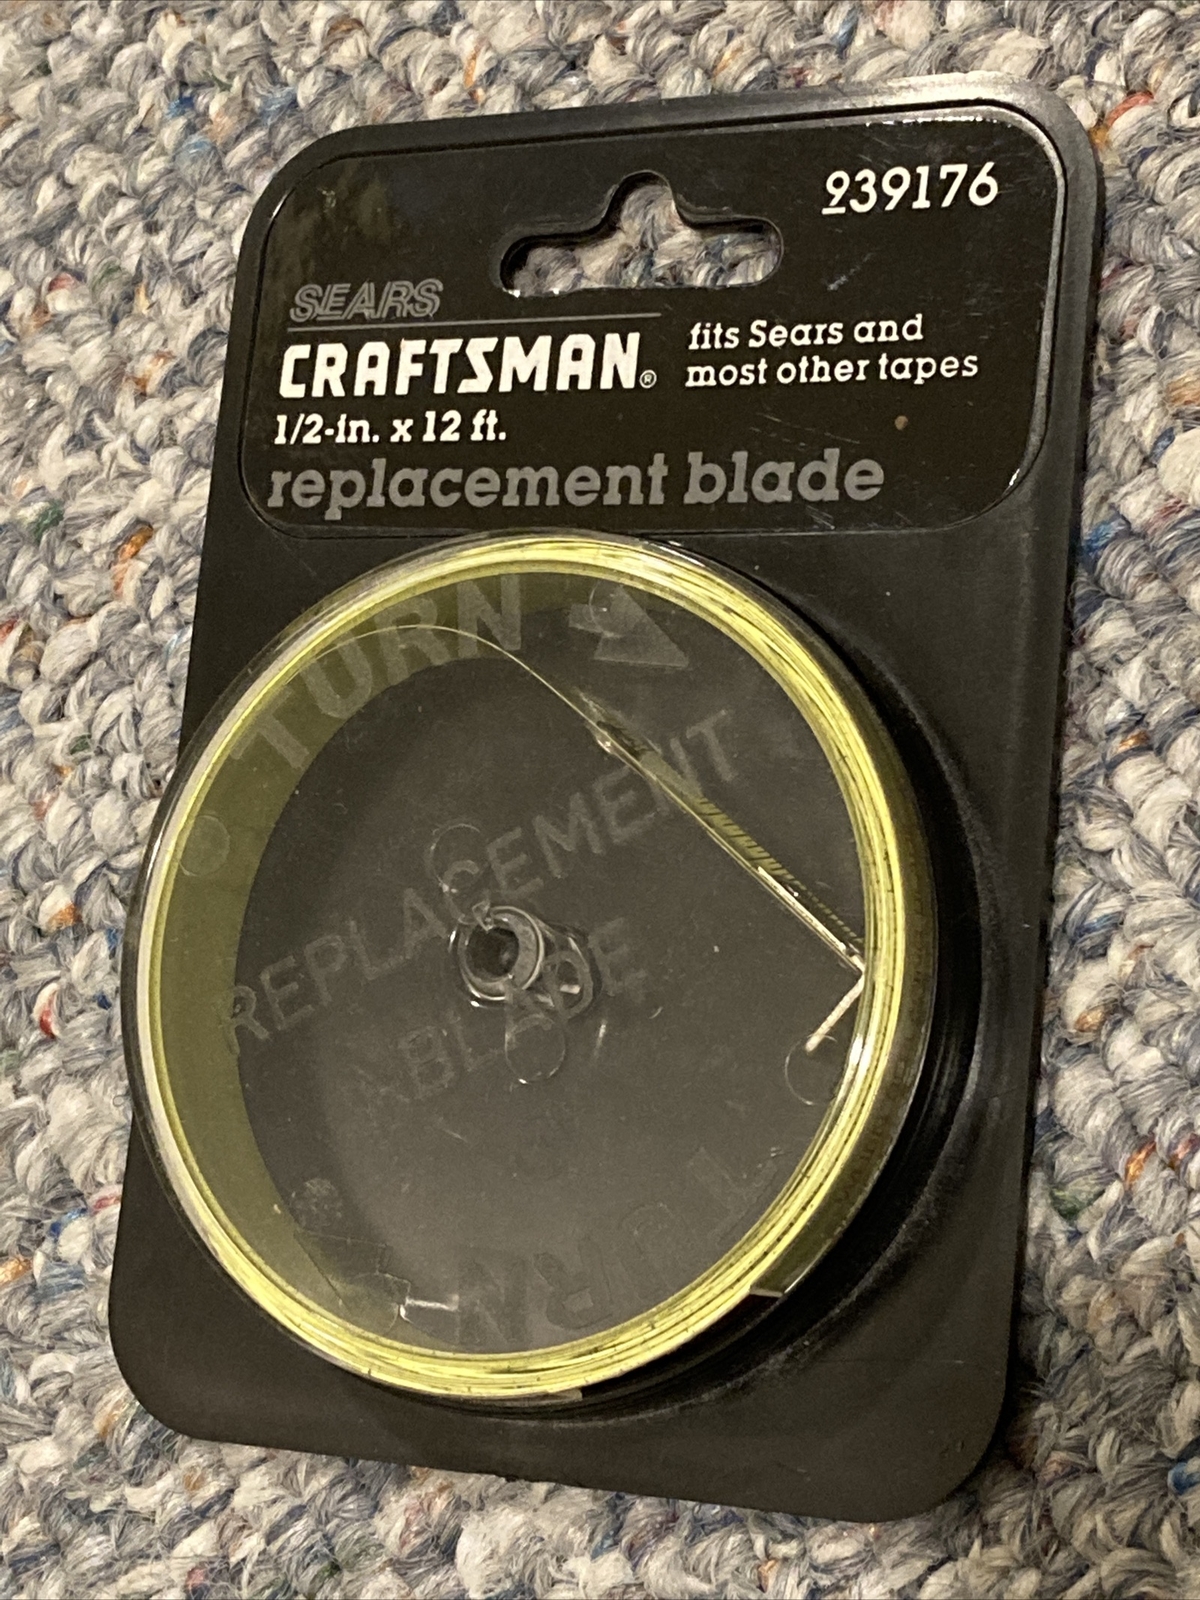 939176
SEARS
CRAFTSMAN®
fits Sears and
most other tapes
1/2-in. x 12 ft.
replacement blade
TURN
REPLACEMENT
BLADE
TURN